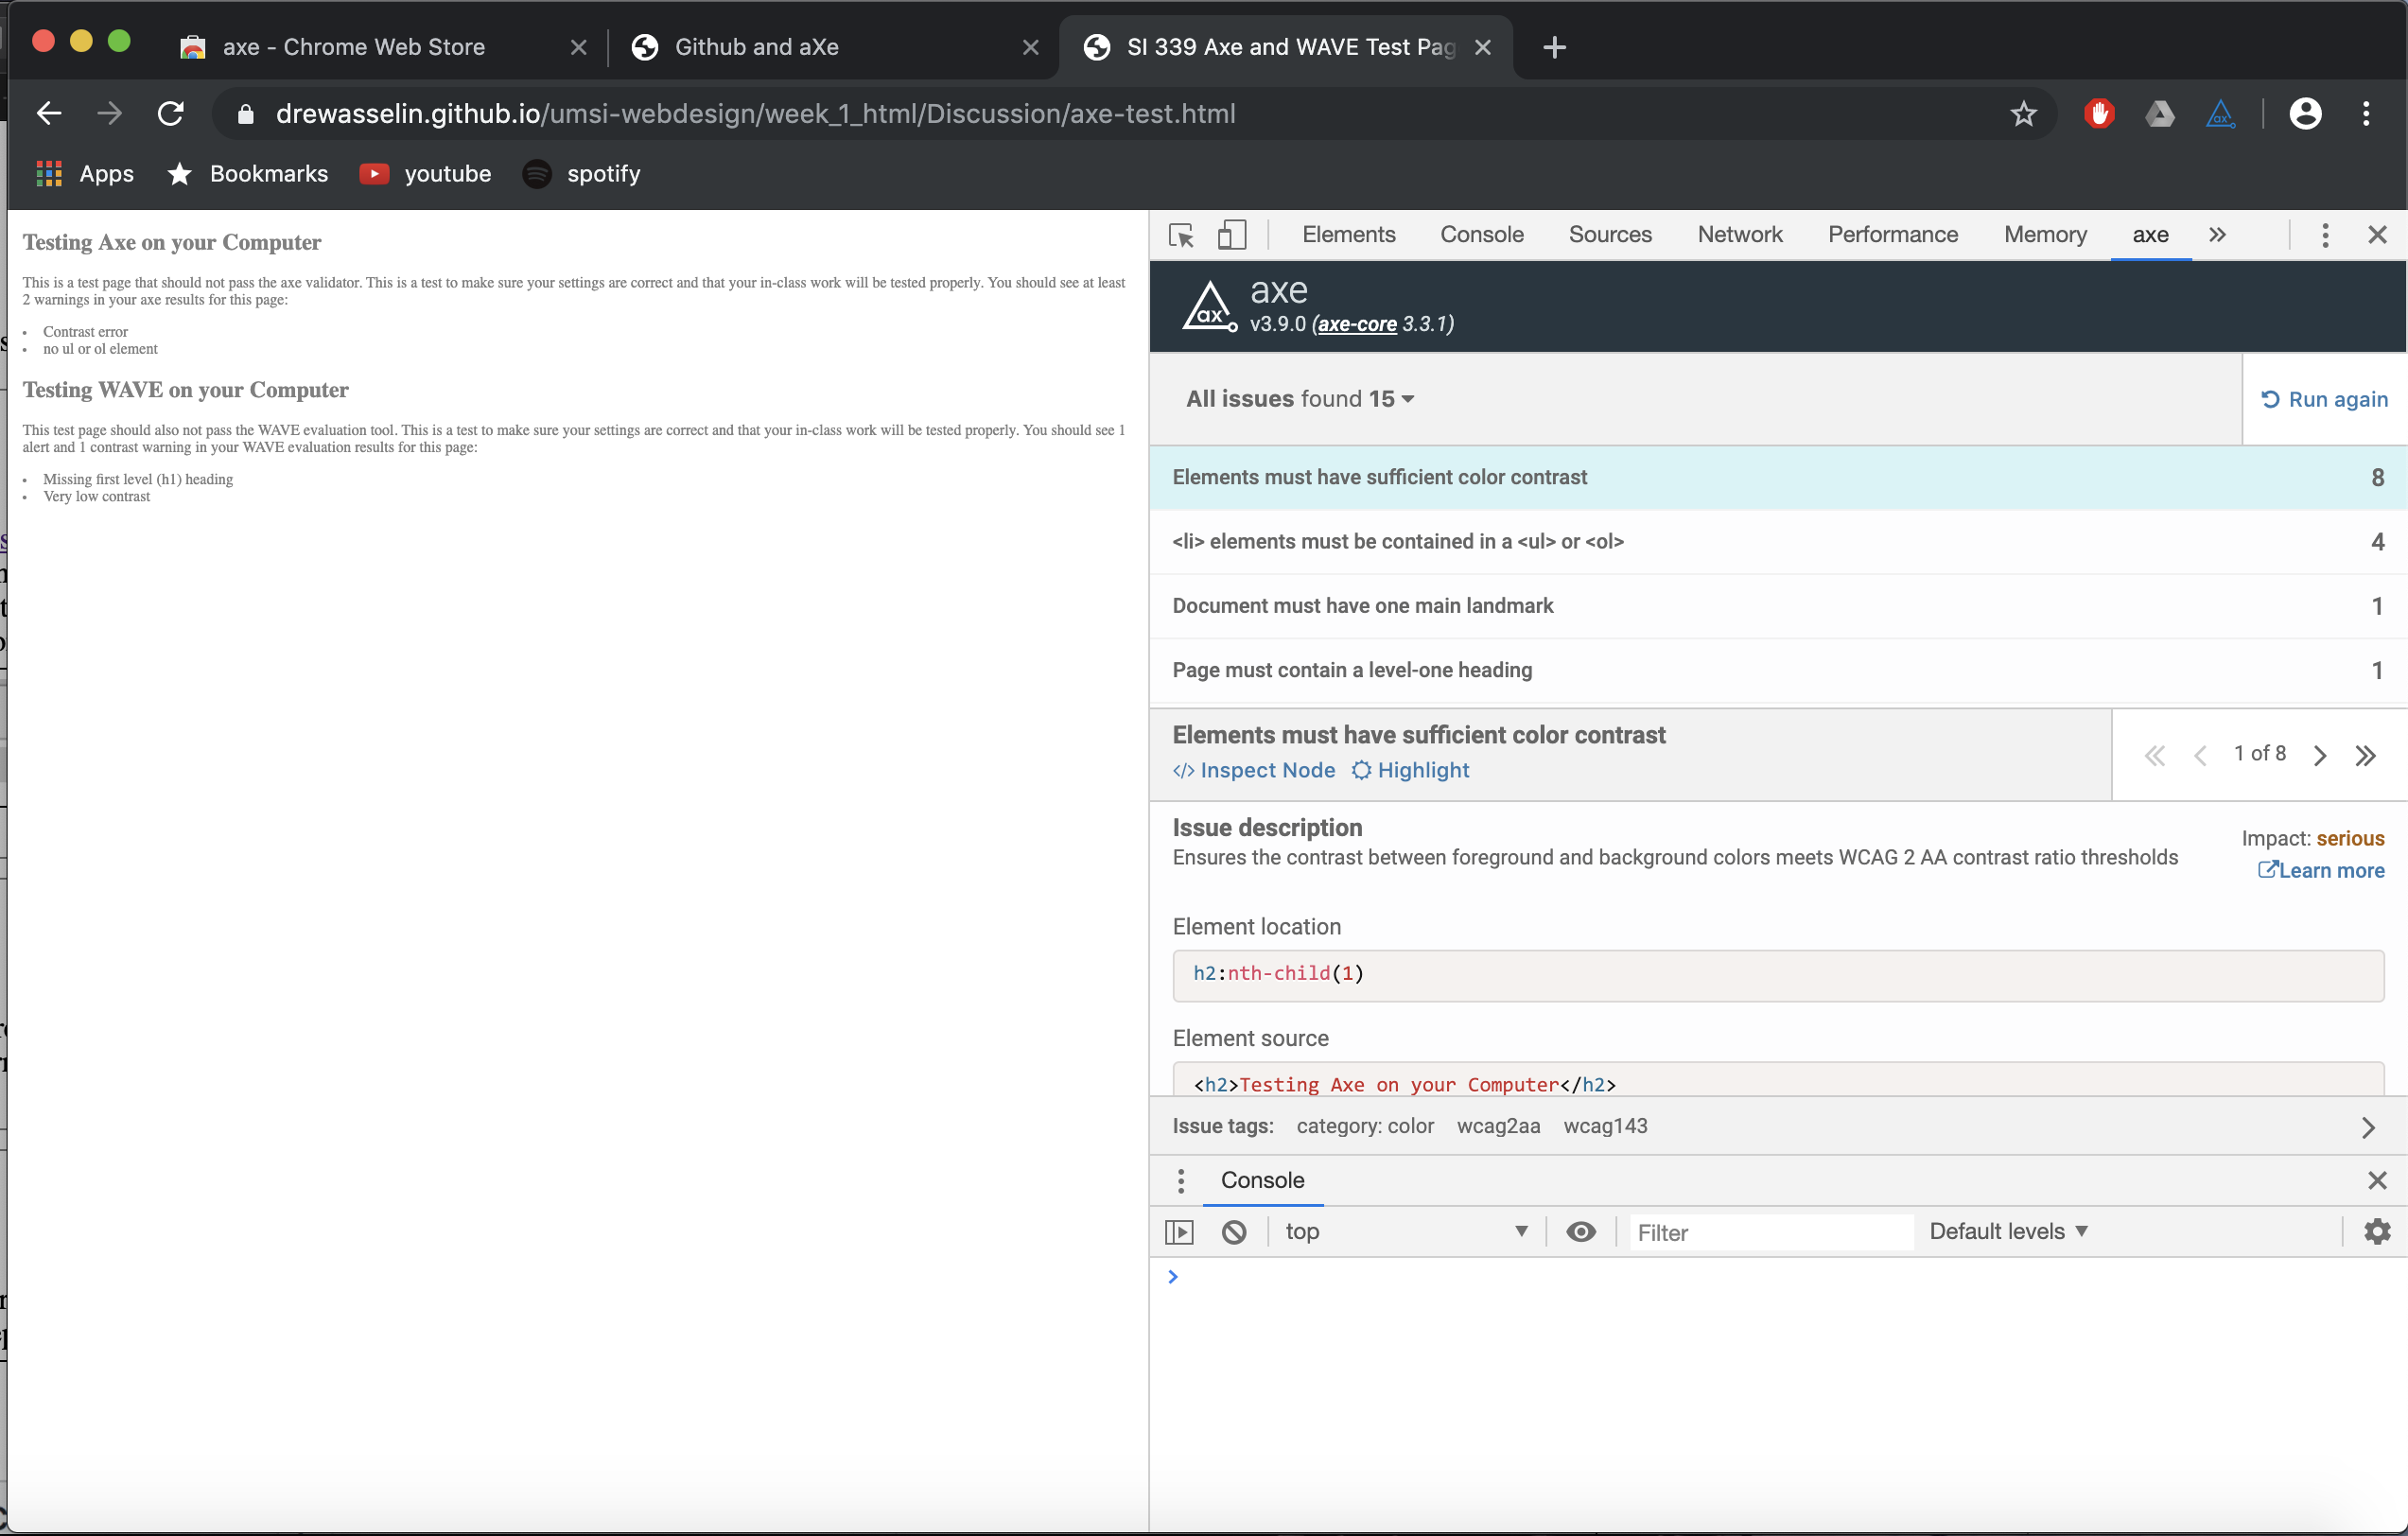 axe - Chrome Web Store
Github and aXe
SI 339 Axe and WAVE Test Pag
drewasselin.github.io/umsi-webdesign/week_1_html/Discussion/axe-test.html
Apps
Bookmarks
youtube
spotify
Testing Axe on your Computer
This is a test page that should not pass the axe validator. This is a test to make sure your settings are correct and that your in-class work will be tested properly. You should see at least
2 warnings in your axe results for this page:
• Contrast error
• no ul or ol element
Testing WAVE on your Computer
This test page should also not pass the WAVE evaluation tool. This is a test to make sure your settings are correct and that your in-class work will be tested properly. You should see 1
alert and 1 contrast warning in your WAVE evaluation results for this page:
• Missing first level (h1) heading
• Very low contrast
Elements Console Sources Network Performance Memory axe
ax
axe
v3.9.0 (axe-core 3.3.1)
All issues found 15
Run again
Elements must have sufficient color contrast 8
<li> elements must be contained in a <ul> or <ol> 4
Document must have one main landmark 1
Page must contain a level-one heading 1
Elements must have sufficient color contrast
</> Inspect Node Highlight
1 of 8
Issue description
Ensures the contrast between foreground and background colors meets WCAG 2 AA contrast ratio thresholds
Impact: serious
Learn more
Element location
h2:nth-child(1)
Element source
<h2>Testing Axe on your Computer</h2>
Issue tags: category: color wcag2aa wcag143
Console
top
Filter
Default levels